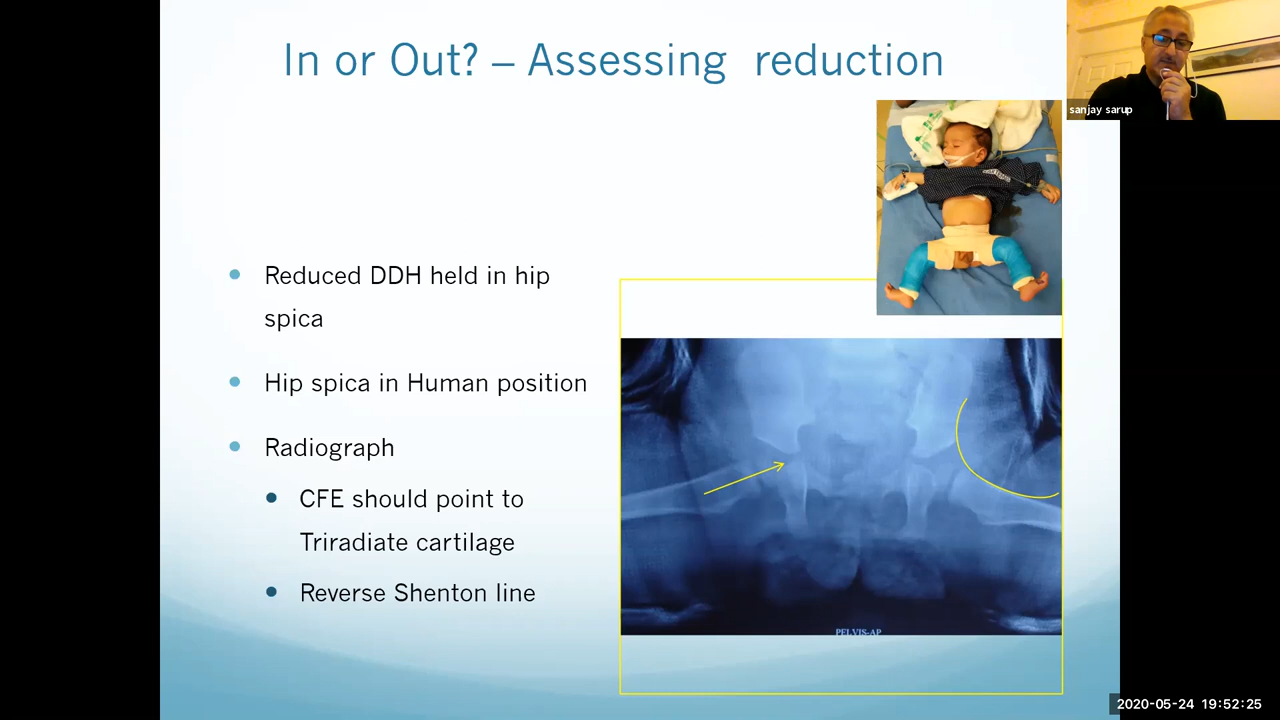 In or Out? – Assessing reduction
sanjay sarup
Reduced DDH held in hip
spica
Hip spica in Human position
Radiograph
CFE should point to
Triradiate cartilage
Reverse Shenton line
PELVIS-AP
2020-05-24 19:52:25